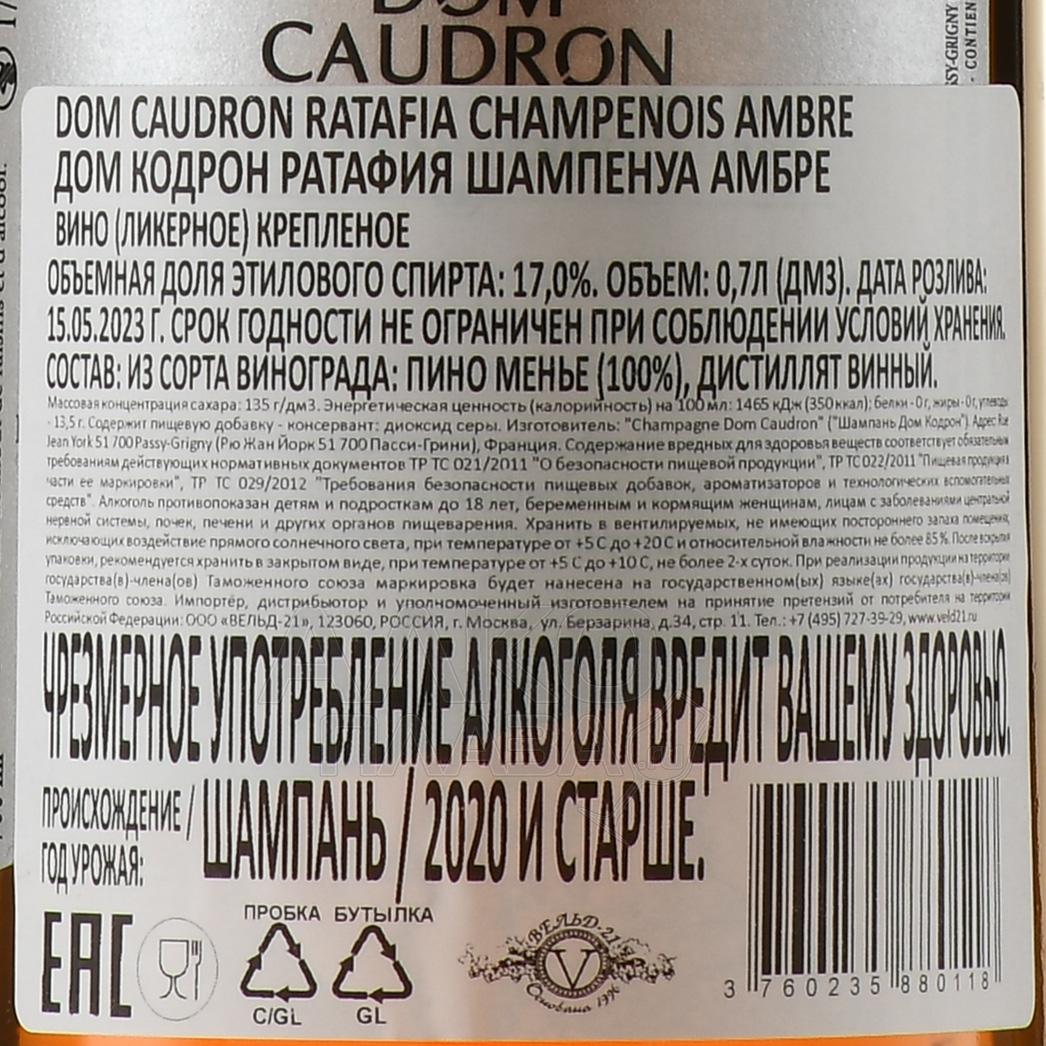 DOM
CAUDRON
DOM CAUDRON RATAFIA CHAMPENOIS AMBRE
ДОМ КОДРОН РАТАФИЯ ШАМПЕНУА АМБРЕ
ВИНО (ЛИКЕРНОЕ) КРЕПЛЕНОЕ
ОБЪЕМНАЯ ДОЛЯ ЭТИЛОВОГО СПИРТА: 17,0%. ОБЪЕМ: 0,7Л (ДМ3). ДАТА РОЗЛИВА:
15.05.2023 Г. СРОК ГОДНОСТИ НЕ ОГРАНИЧЕН ПРИ СОБЛЮДЕНИИ УСЛОВИЙ ХРАНЕНИЯ.
СОСТАВ: ИЗ СОРТА ВИНОГРАДА: ПИНО МЕНЬЕ (100%), ДИСТИЛЛЯТ ВИННЫЙ.
Массовая концентрация сахара: 135 г/дм3. Энергетическая ценность (калорийность) на 100 мл: 1465 кДж (350 ккал); белки - 0 г, жиры - 0 г, углеводы
- 13,5 г. Содержит пищевую добавку - консервант: диоксид серы. Изготовитель: "Champagne Dom Caudron" ("Шампань Дом Кодрон"). Адрес: Rue
Jean York 51 700 Passy-Grigny (Рю Жан Йорк 51 700 Пасси-Грини), Франция. Содержание вредных для здоровья веществ соответствует обязательным
требованиям действующих нормативных документов ТР ТС 021/2011 "О безопасности пищевой продукции", ТР ТС 022/2011 "Пищевая продукция в
части ее маркировки", ТР ТС 029/2012 "Требования безопасности пищевых добавок, ароматизаторов и технологических вспомогательных
средств". Алкоголь противопоказан детям и подросткам до 18 лет, беременным и кормящим женщинам, лицам с заболеваниями центральной
нервной системы, почек, печени и других органов пищеварения. Хранить в вентилируемых, не имеющих постороннего запаха помещениях,
исключающих воздействие прямого солнечного света, при температуре от +5 С до +20 С и относительной влажности не более 85 %. После вскрытия
упаковки, рекомендуется хранить в закрытом виде, при температуре от +5 С до +10 С, не более 2-х суток. При реализации продукции на территории
государства(в)-члена(ов) Таможенного союза маркировка будет нанесена на государственном(ых) языке(ах) государства(в)-члена(ов)
Таможенного союза. Импортёр, дистрибьютор и уполномоченный изготовителем на принятие претензий от потребителя на территории
Российской Федерации: ООО «ВЕЛЬД-21», 123060, РОССИЯ, г. Москва, ул. Берзарина, д.34, стр. 11. Тел.: +7 (495) 727-39-29, www.veld21.ru
ЧРЕЗМЕРНОЕ УПОТРЕБЛЕНИЕ АЛКОГОЛЯ ВРЕДИТ ВАШЕМУ ЗДОРОВЬЮ.
ПРОИСХОЖДЕНИЕ /
ГОД УРОЖАЯ:
ШАМПАНЬ / 2020 И СТАРШЕ.
EAC
ПРОБКА БУТЫЛКА
C/GL GL
ВЕЛЬД-21
V
Основана 1996
3 760235 880118